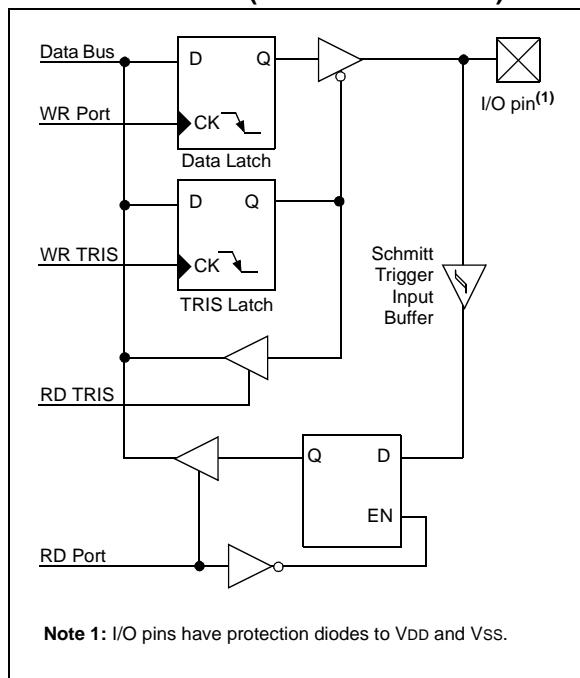 Data Bus
D Q
WR Port
CK
Data Latch
I/O pin(1)
D Q
WR TRIS
CK
TRIS Latch
Schmitt
Trigger
Input
Buffer
RD TRIS
Q D
EN
RD Port
Note 1: I/O pins have protection diodes to VDD and VSS.